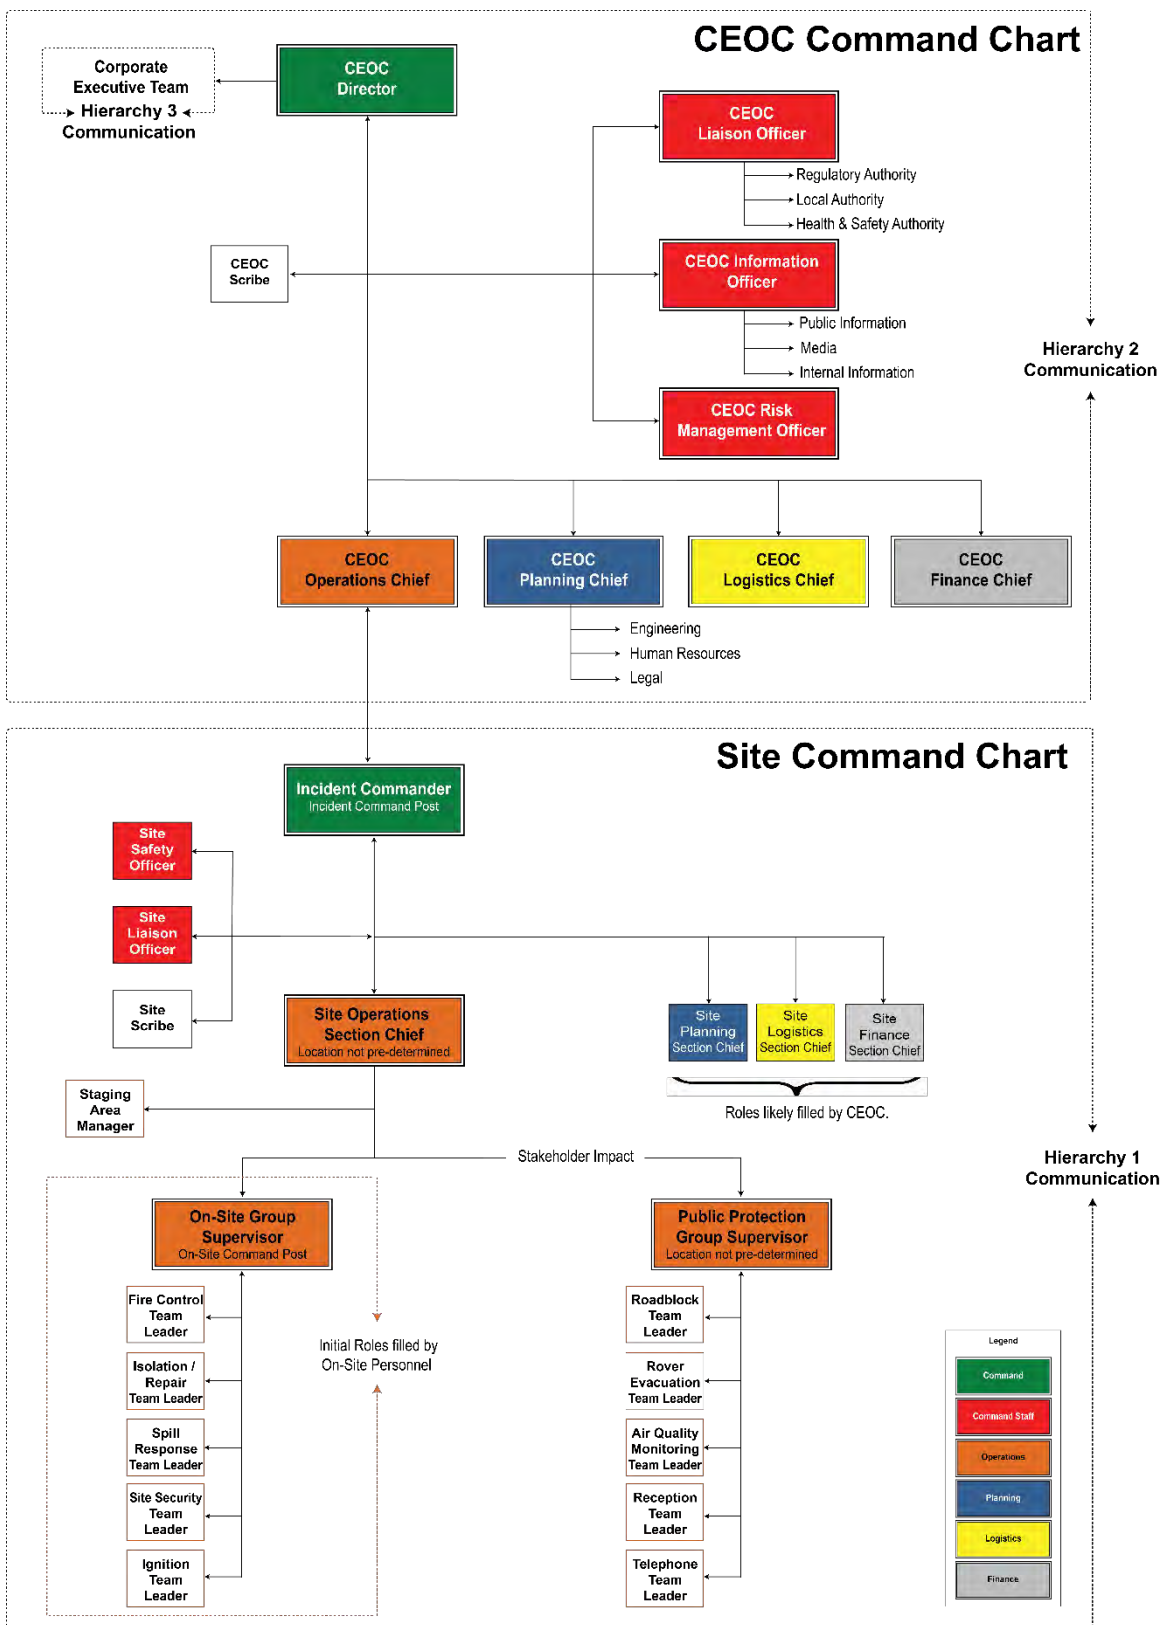 CEOC Command Chart
Corporate
Executive Team
Hierarchy 3
Communication
CEOC
Director
CEOC
Liaison Officer
Regulatory Authority
Local Authority
Health & Safety Authority
CEOC
Scribe
CEOC Information
Officer
Public Information
Media
Internal Information
Hierarchy 2
Communication
CEOC Risk
Management Officer
CEOC
Operations Chief
CEOC
Planning Chief
CEOC
Logistics Chief
CEOC
Finance Chief
Engineering
Human Resources
Legal
Site Command Chart
Incident Commander
Incident Command Post
Site
Safety
Officer
Site
Liaison
Officer
Site
Scribe
Site Operations
Section Chief
Location not pre-determined
Site
Planning
Section Chief
Site
Logistics
Section Chief
Site
Finance
Section Chief
Roles likely filled by CEOC.
Staging
Area
Manager
Stakeholder Impact
Hierarchy 1
Communication
On-Site Group
Supervisor
On-Site Command Post
Public Protection
Group Supervisor
Location not pre-determined
Fire Control
Team
Leader
Isolation /
Repair
Team Leader
Spill
Response
Team Leader
Site Security
Team
Leader
Ignition
Team
Leader
Initial Roles filled by
On-Site Personnel
Roadblock
Team
Leader
Rover
Evacuation
Team Leader
Air Quality
Monitoring
Team Leader
Reception
Team
Leader
Telephone
Team
Leader
Legend
Command
Command Staff
Operations
Planning
Logistics
Finance